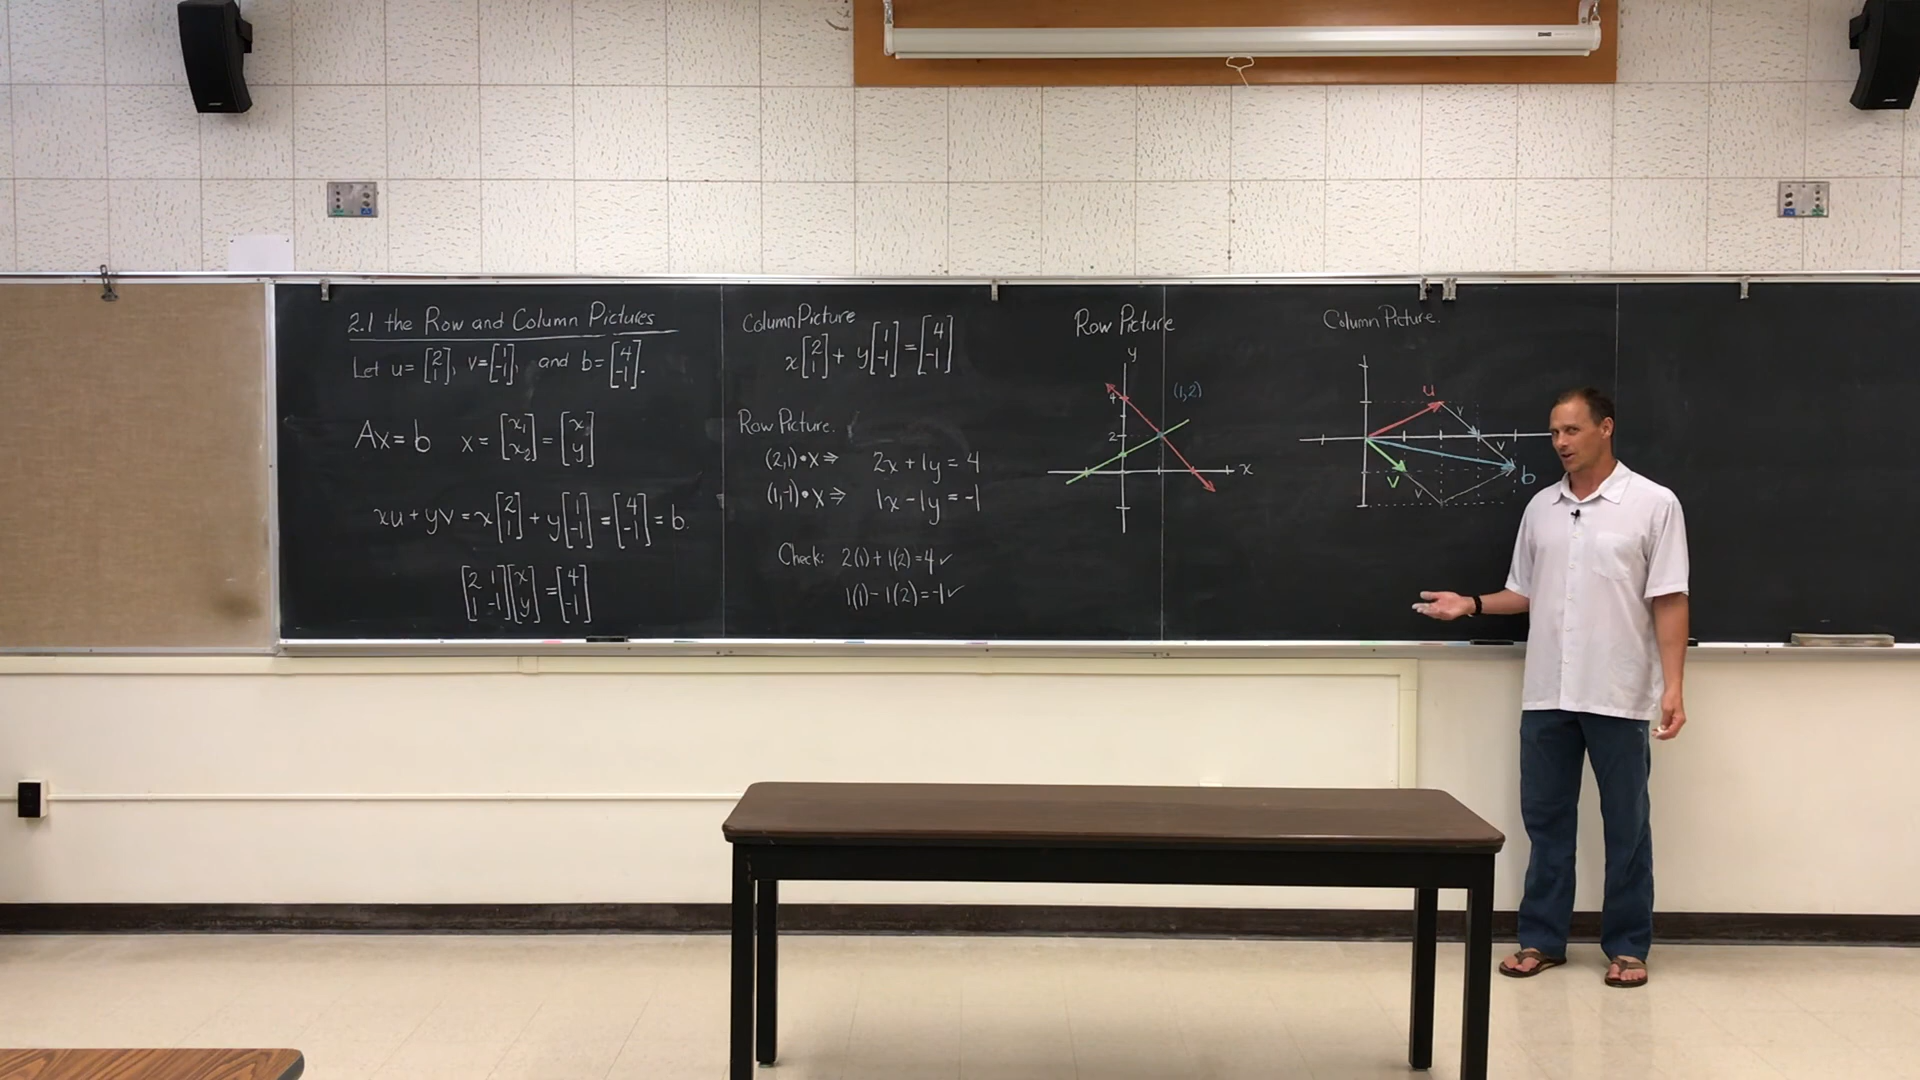 2.1 the Row and Column Pictures
Let u = [2 1], v = [1 -1], and b = [4 -1].
Ax = b x = [x₁ x₂] = [x y]
xu + yv = x[2 1] + y[1 -1] = [4 -1] = b.
[2 1 1 -1][x y] = [4 -1]
Column Picture
x[2 1] + y[1 -1] = [4 -1]
Row Picture.
(2,1)•x ⇒ 2x + 1y = 4
(1,-1)•x ⇒ 1x - 1y = -1
Check: 2(1) + 1(2) = 4 ✓
1(1) - 1(2) = -1 ✓
Row Picture
y
4
(1,2)
2
x
Column Picture.
u
v
v
b
v
v